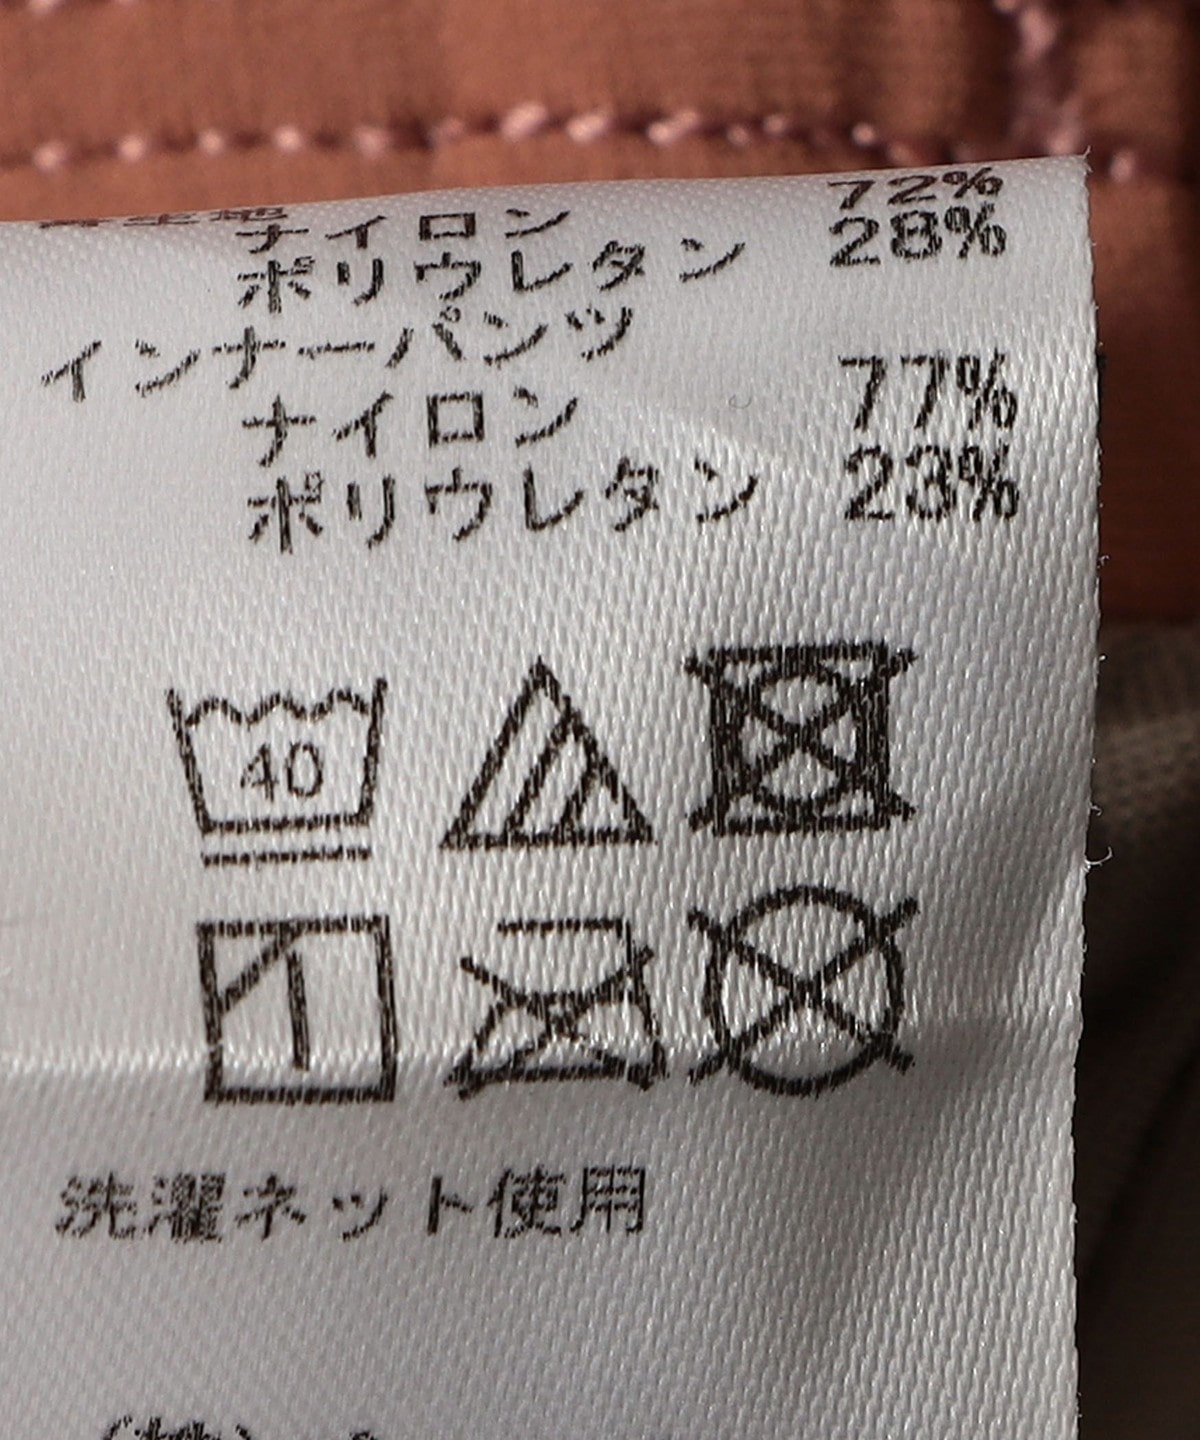 ナイロン 72%
ポリウレタン 28%
インナーパンツ
ナイロン 77%
ポリウレタン 23%
40
洗濯ネット使用